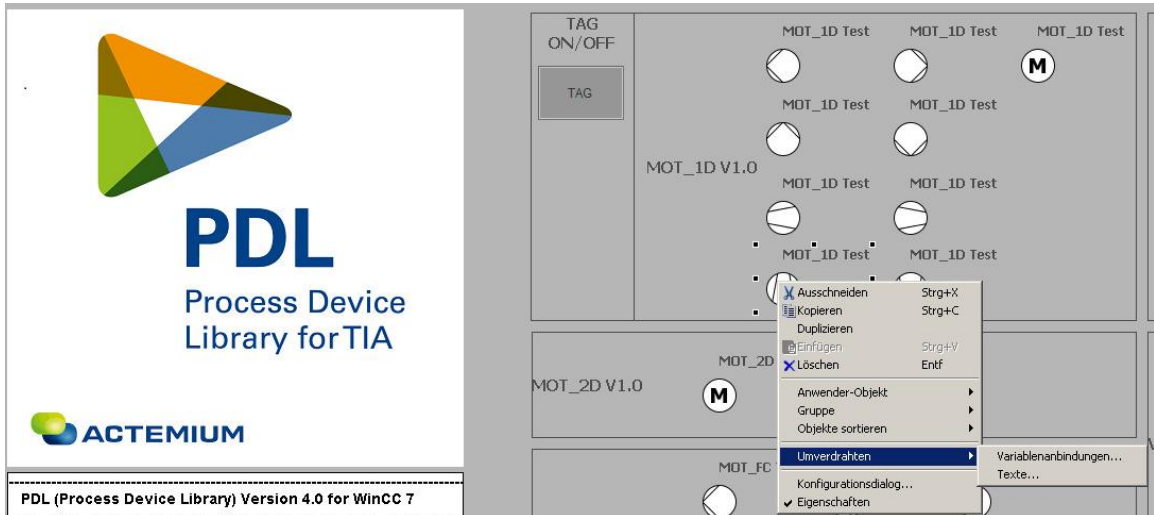 PDL
Process Device
Library for TIA
ACTEMIUM
PDL (Process Device Library) Version 4.0 for WinCC 7
TAG
ON/OFF
TAG
MOT_1D V1.0
MOT_1D Test
MOT_1D Test
MOT_1D Test
M
MOT_1D Test
MOT_1D Test
MOT_1D Test
MOT_1D Test
MOT_1D Test
MOT_1D Test
MOT_2D V1.0
MOT_2D
M
MOT_FC
Ausschneiden Strg+X
Kopieren Strg+C
Duplizieren
Einfügen Strg+V
Löschen Entf
Anwender-Objekt
Gruppe
Objekte sortieren
Umverdrahten
Konfigurationsdialog...
Eigenschaften
Variablenanbindungen...
Texte...